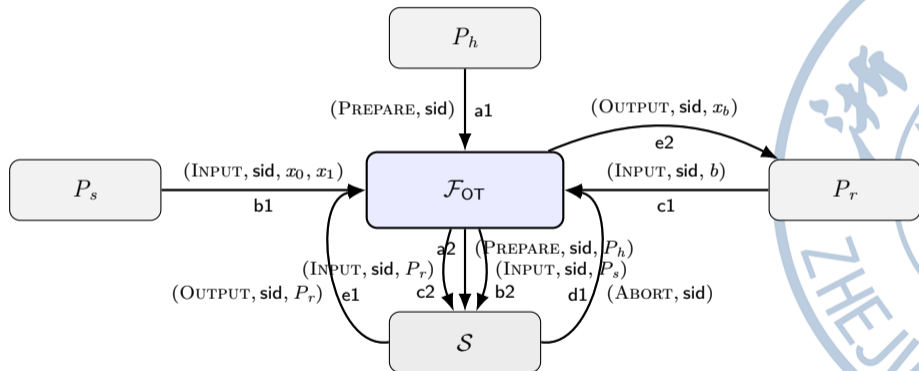 P_h
(PREPARE, sid) a1
(OUTPUT, sid, x_b)
e2
P_s
(INPUT, sid, x_0, x_1)
b1
F_OT
(INPUT, sid, b)
c1
P_r
a2 (PREPARE, sid, P_h)
(INPUT, sid, P_r) (INPUT, sid, P_s)
(OUTPUT, sid, P_r) e1 c2 b2 d1 (ABORT, sid)
S
浙
ZHEJI